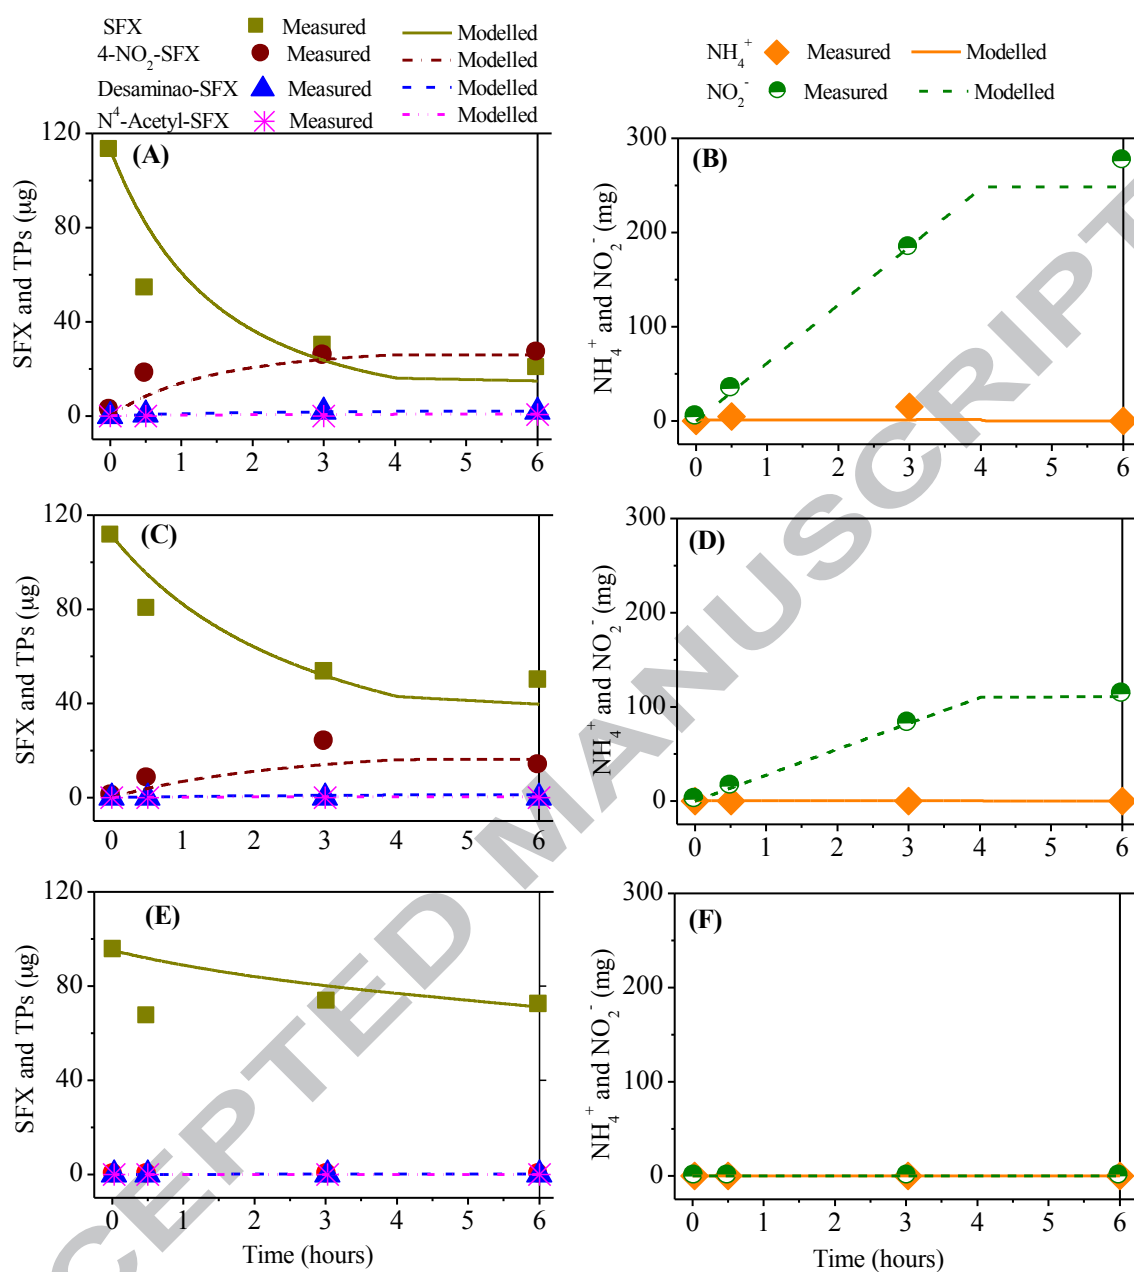 SFX Measured Modelled
4-NO2-SFX Measured Modelled
Desaminao-SFX Measured Modelled
N4-Acetyl-SFX Measured Modelled
NH4+ Measured Modelled
NO2- Measured Modelled
(A)
SFX and TPs (µg)
120
80
40
0
0 1 2 3 4 5 6
(B)
NH4+ and NO2- (mg)
300
200
100
0
0 1 2 3 4 5 6
(C)
SFX and TPs (µg)
120
80
40
0
0 1 2 3 4 5 6
(D)
NH4+ and NO2- (mg)
300
200
100
0
0 1 2 3 4 5 6
(E)
SFX and TPs (µg)
120
80
40
0
0 1 2 3 4 5 6
Time (hours)
(F)
NH4+ and NO2- (mg)
300
200
100
0
0 1 2 3 4 5 6
Time (hours)
CEPTED MANUSCRIPT